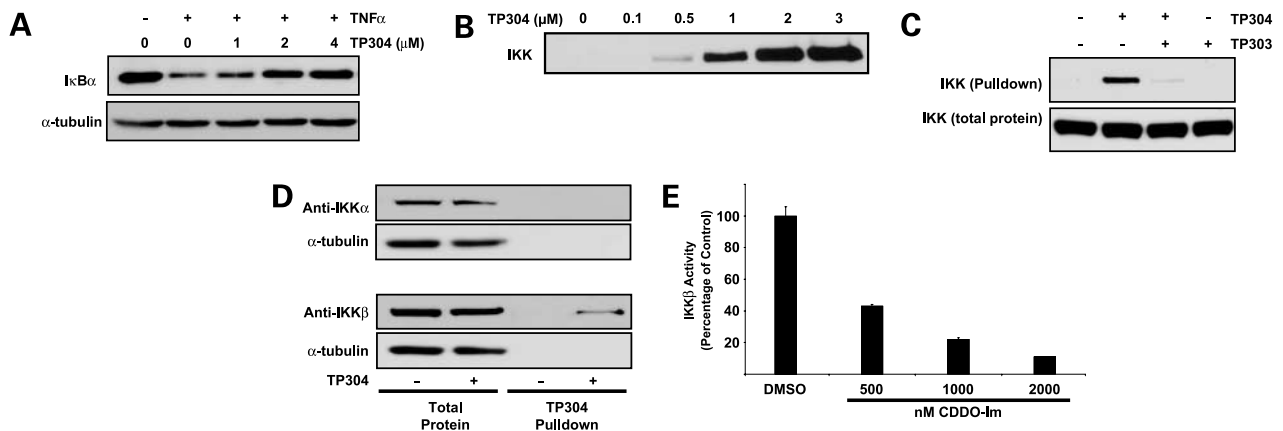 A
- + + + + TNFα
0 0 1 2 4 TP304 (μM)
IκBα
α-tubulin
B
TP304 (μM) 0 0.1 0.5 1 2 3
IKK
C
- + + - TP304
- - + + TP303
IKK (Pulldown)
IKK (total protein)
D
Anti-IKKα
α-tubulin
Anti-IKKβ
α-tubulin
TP304 - + - +
Total Protein
TP304 Pulldown
E
IKKβ Activity
(Percentage of Control)
100
80
60
40
20
DMSO 500 1000 2000
nM CDDO-Im